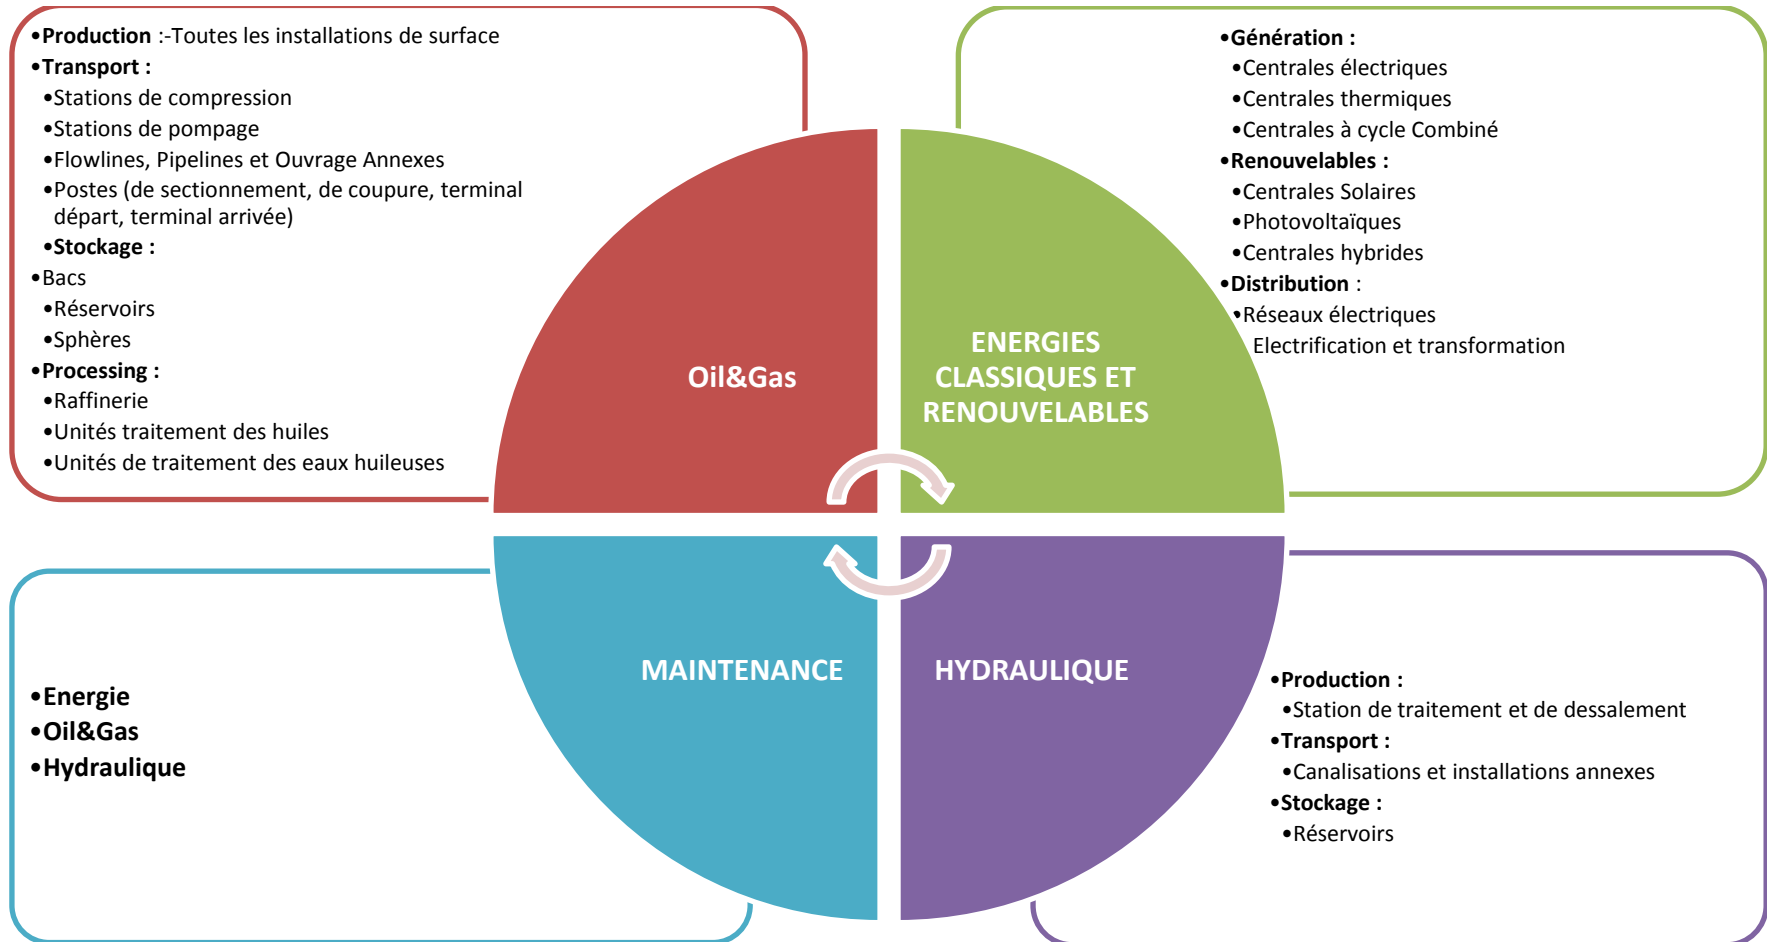 •Production :-Toutes les installations de surface
•Transport :
•Stations de compression
•Stations de pompage
•Flowlines, Pipelines et Ouvrage Annexes
•Postes (de sectionnement, de coupure, terminal
départ, terminal arrivée)
•Stockage :
•Bacs
•Réservoirs
•Sphères
•Processing :
•Raffinerie
•Unités traitement des huiles
•Unités de traitement des eaux huileuses
Oil&Gas
•Génération :
•Centrales électriques
•Centrales thermiques
•Centrales à cycle Combiné
•Renouvelables :
•Centrales Solaires
•Photovoltaïques
•Centrales hybrides
•Distribution :
•Réseaux électriques
Electrification et transformation
ENERGIES
CLASSIQUES ET
RENOUVELABLES
•Energie
•Oil&Gas
•Hydraulique
MAINTENANCE
HYDRAULIQUE
•Production :
•Station de traitement et de dessalement
•Transport :
•Canalisations et installations annexes
•Stockage :
•Réservoirs